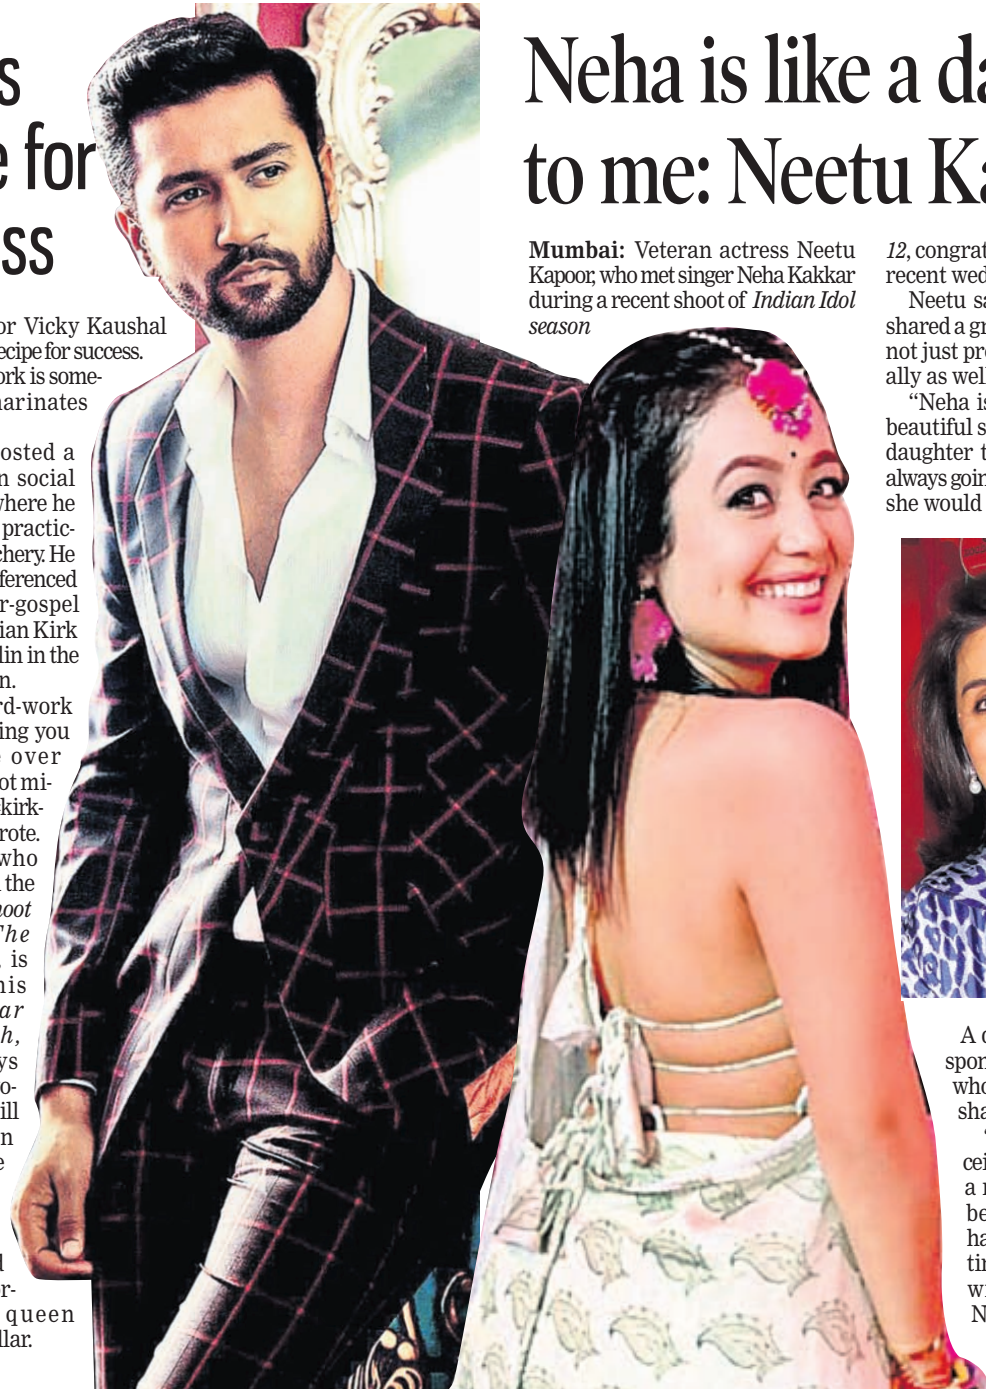 s
e for
ss
or Vicky Kaushal
ecipe for success.
ork is some-
narinates
osted a
n social
where he
practic-
chery. He
ferenced
r-gospel
ian Kirk
lin in the
n.
rd-work
ing you
e over
ot mi-
kirk-
rote.
who
the
hoot
The
, is
his
ar
h,
ys
o-
ill
n
e
d
or-
queen
llar.
Neha is like a da
to me: Neetu Ka
Mumbai: Veteran actress Neetu
Kapoor, who met singer Neha Kakkar
during a recent shoot of Indian Idol
season
12, congrat
recent wed
Neetu sa
shared a gr
not just pro
ally as well
“Neha is
beautiful s
daughter t
always goin
she would
A c
spon
who
sha
“
cei
a r
be
ha
tin
wi
N